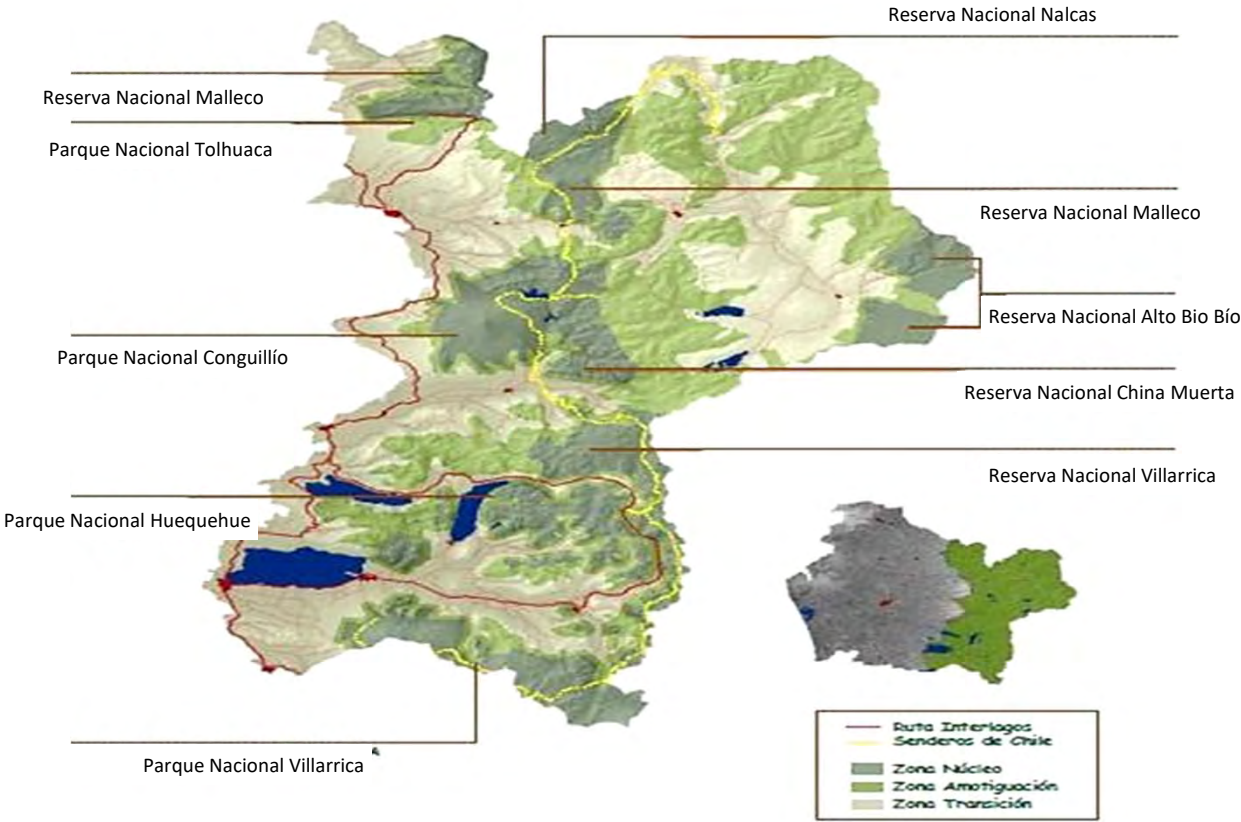 Reserva Nacional Nalcas
Reserva Nacional Malleco
Parque Nacional Tolhuaca
Reserva Nacional Malleco
Reserva Nacional Alto Bio Bío
Parque Nacional Conguillío
Reserva Nacional China Muerta
Reserva Nacional Villarrica
Parque Nacional Huequehue
Parque Nacional Villarrica
Ruta Interlagos
Senderos de Chile
Zona Núcleo
Zona Amotiguación
Zona Transición